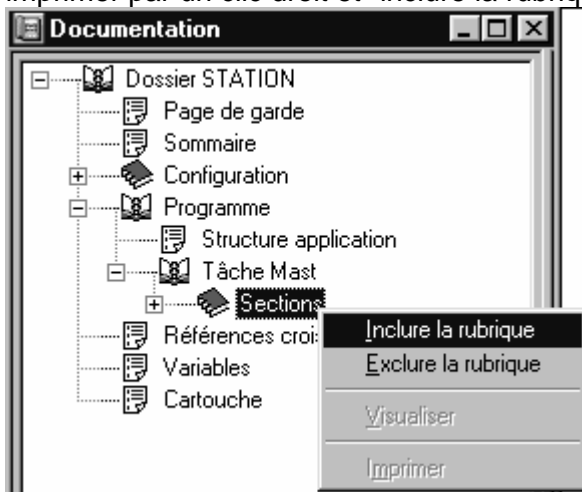 imprimer par un clic droit et "inclure la rubriq
Documentation
Dossier STATION
Page de garde
Sommaire
Configuration
Programme
Structure application
Tâche Mast
Sections
Références crois
Variables
Cartouche
Inclure la rubrique
Exclure la rubrique
Visualiser
Imprimer